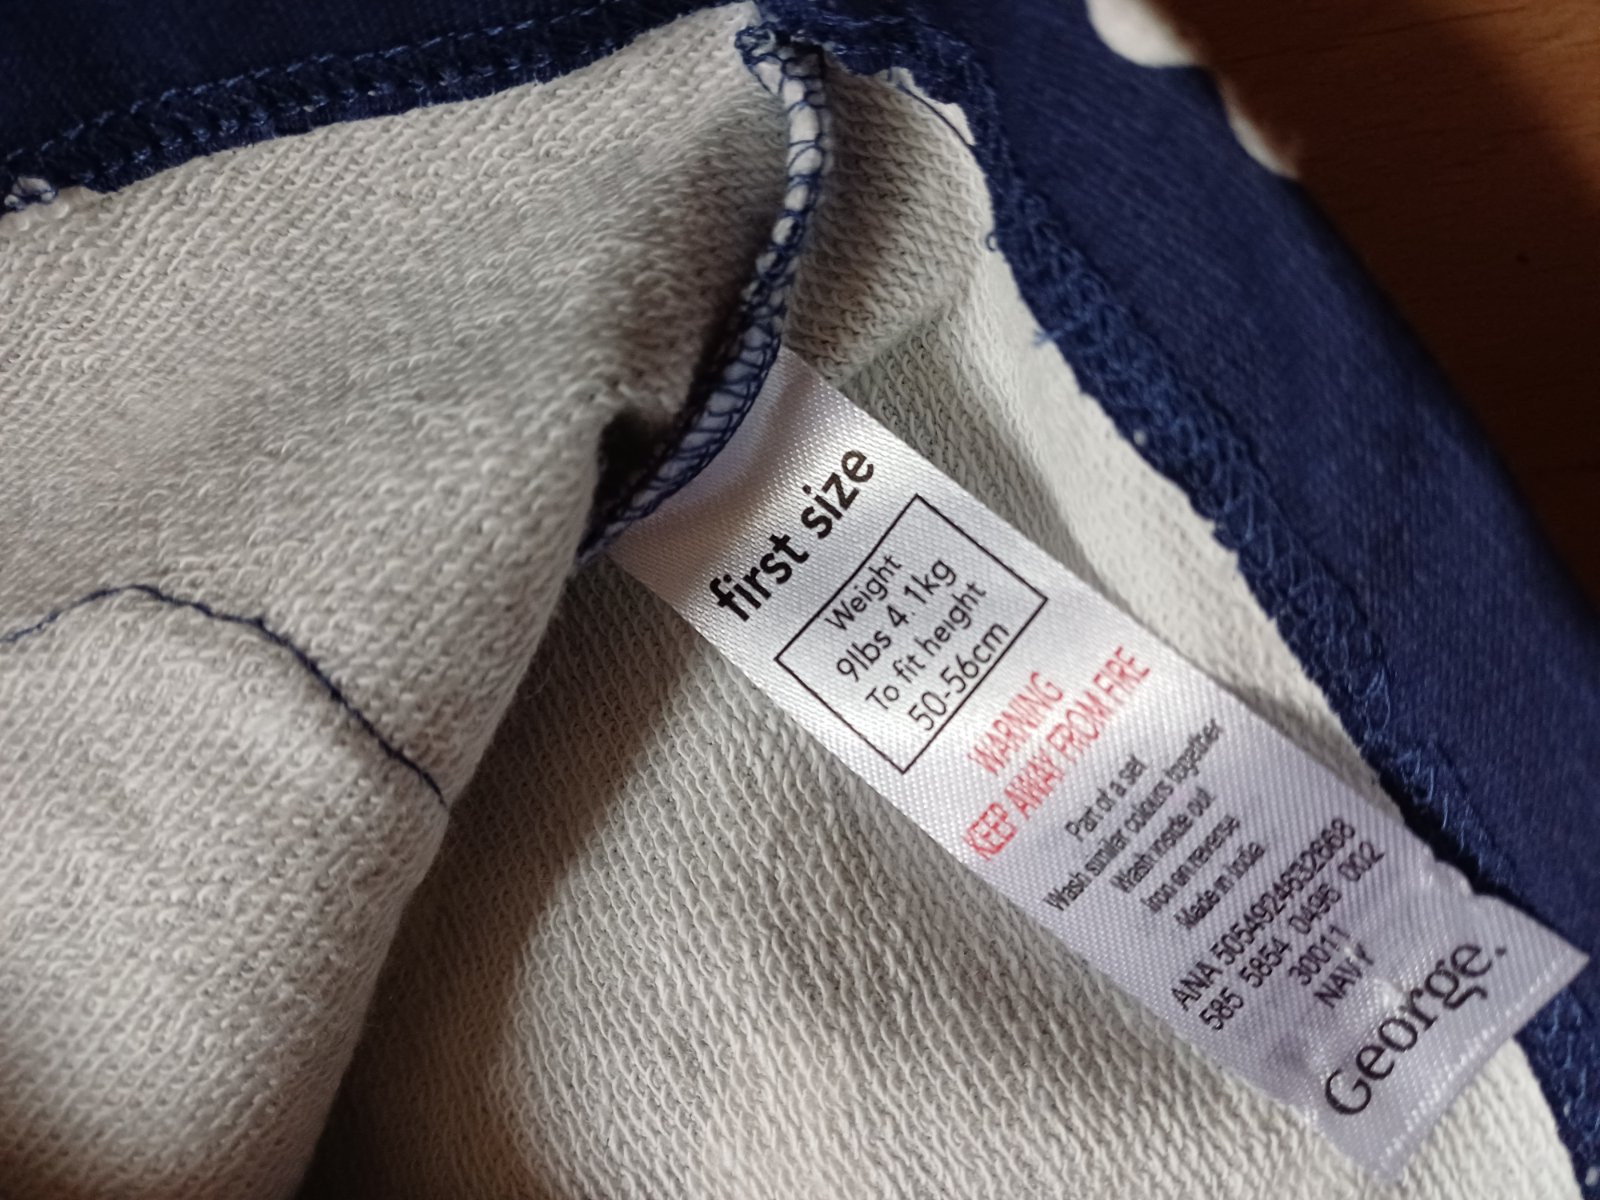 first size
Weight
9lbs 4.1kg
To fit height
50-56cm
WARNING
KEEP AWAY FROM FIRE
Part of a set
Wash similar colours together
Wash inside out
Iron on reverse
Made in India
ANA 5054924632668
585 5854 0496 002
30011
NAVY
George.